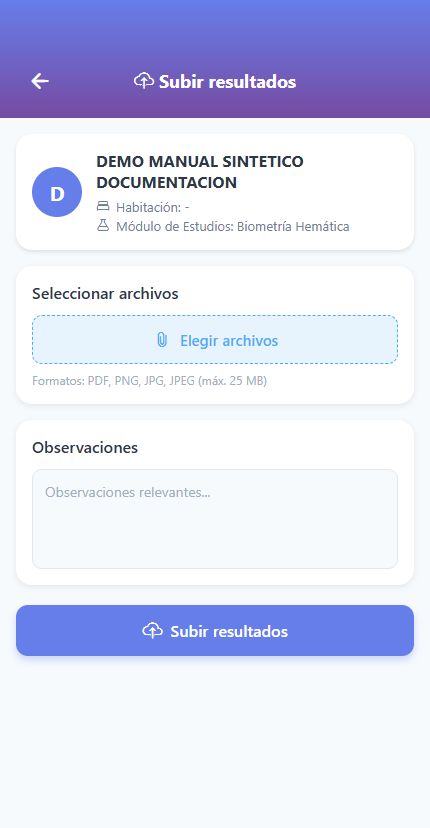 Subir resultados
D
DEMO MANUAL SINTETICO
DOCUMENTACION
Habitación: -
Módulo de Estudios: Biometría Hemática
Seleccionar archivos
Elegir archivos
Formatos: PDF, PNG, JPG, JPEG (máx. 25 MB)
Observaciones
Observaciones relevantes...
Subir resultados